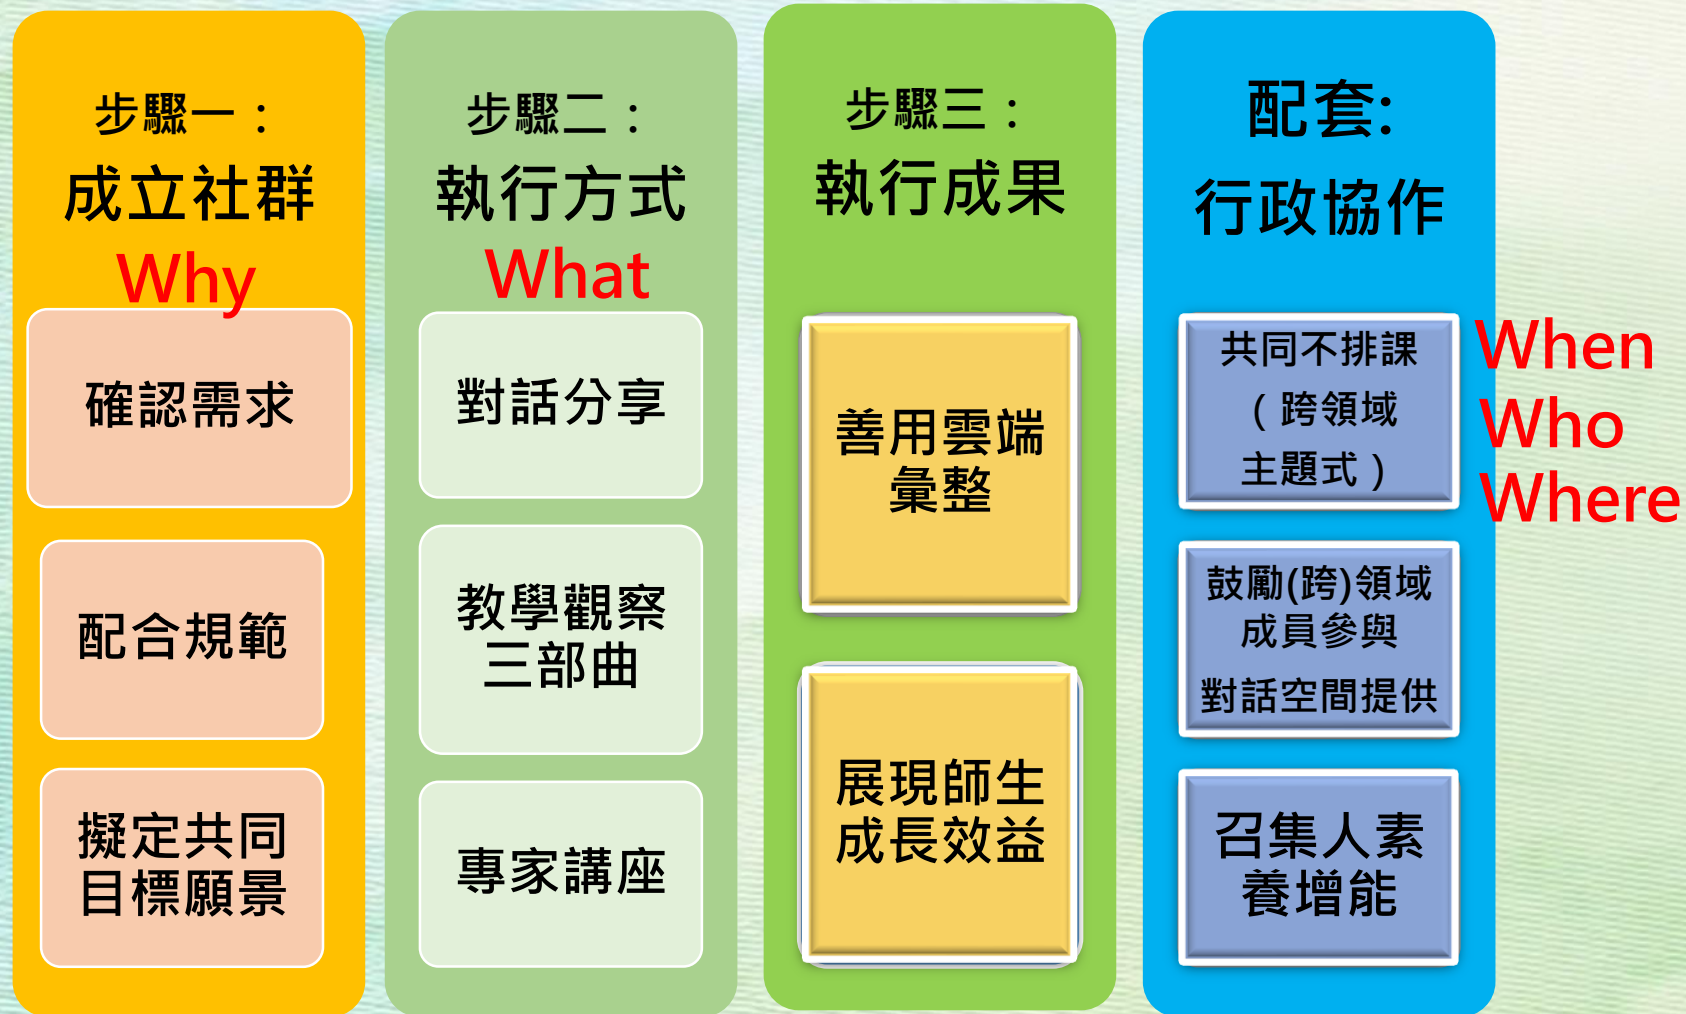 步驟一：
成立社群
Why
確認需求
配合規範
擬定共同
目標願景
步驟二：
執行方式
What
對話分享
教學觀察
三部曲
專家講座
步驟三：
執行成果
善用雲端
彙整
展現師生
成長效益
配套:
行政協作
共同不排課
（跨領域
主題式）
When
Who
Where
鼓勵(跨)領域
成員參與
對話空間提供
召集人素
養增能